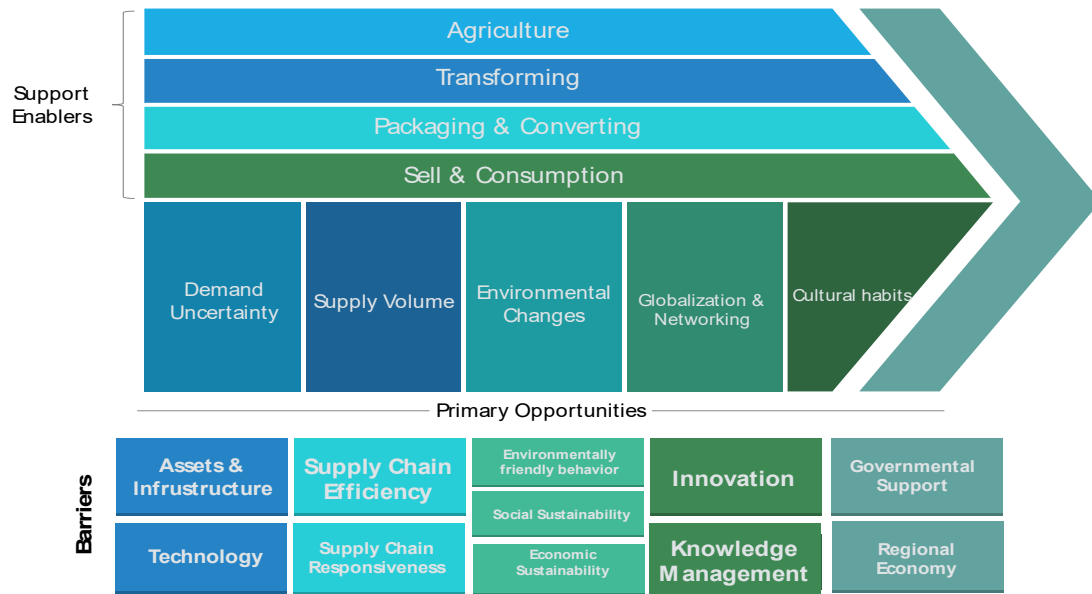 Agriculture
Transforming
Packaging & Converting
Sell & Consumption
Support
Enablers
Demand
Uncertainty
Supply Volume
Environmental
Changes
Globalization &
Networking
Cultural habits
Primary Opportunities
Barriers
Assets &
Infrustructure
Supply Chain
Efficiency
Environmentally
friendly behavior
Innovation
Governmental
Support
Social Sustainability
Technology
Supply Chain
Responsiveness
Economic
Sustainability
Knowledge
Management
Regional
Economy